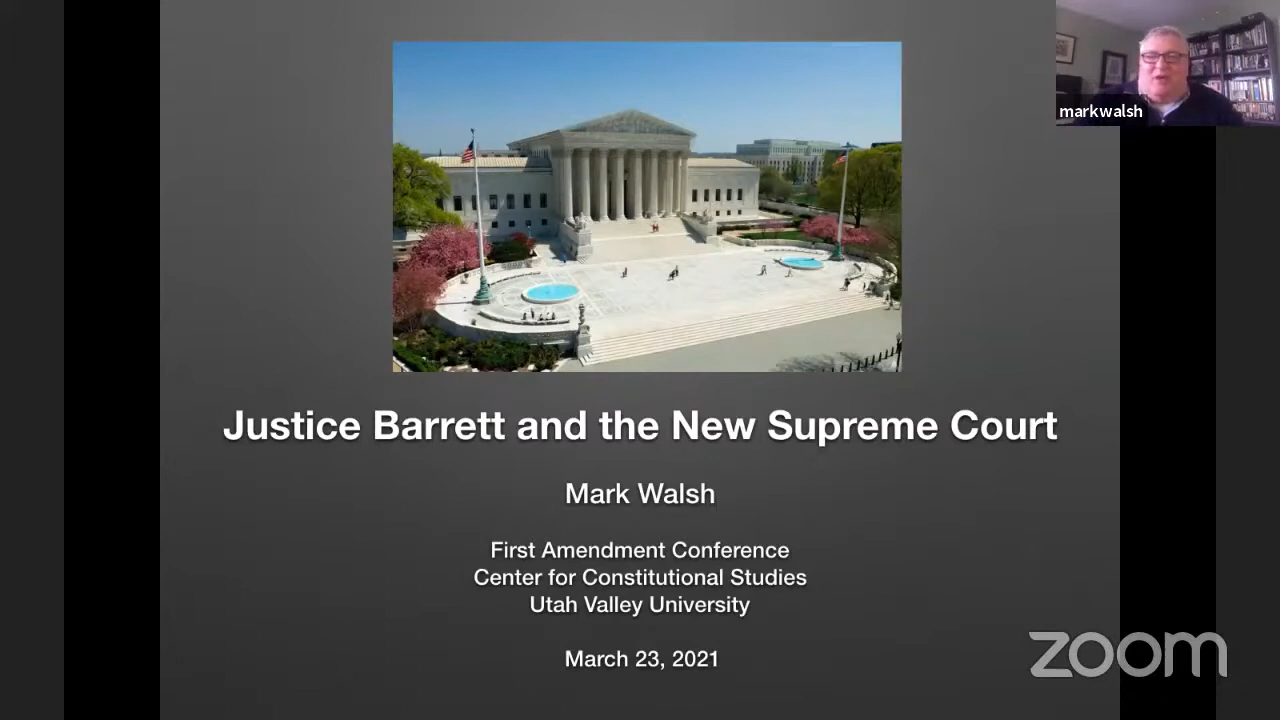 markwalsh
Justice Barrett and the New Supreme Court
Mark Walsh
First Amendment Conference
Center for Constitutional Studies
Utah Valley University
March 23, 2021
zoom